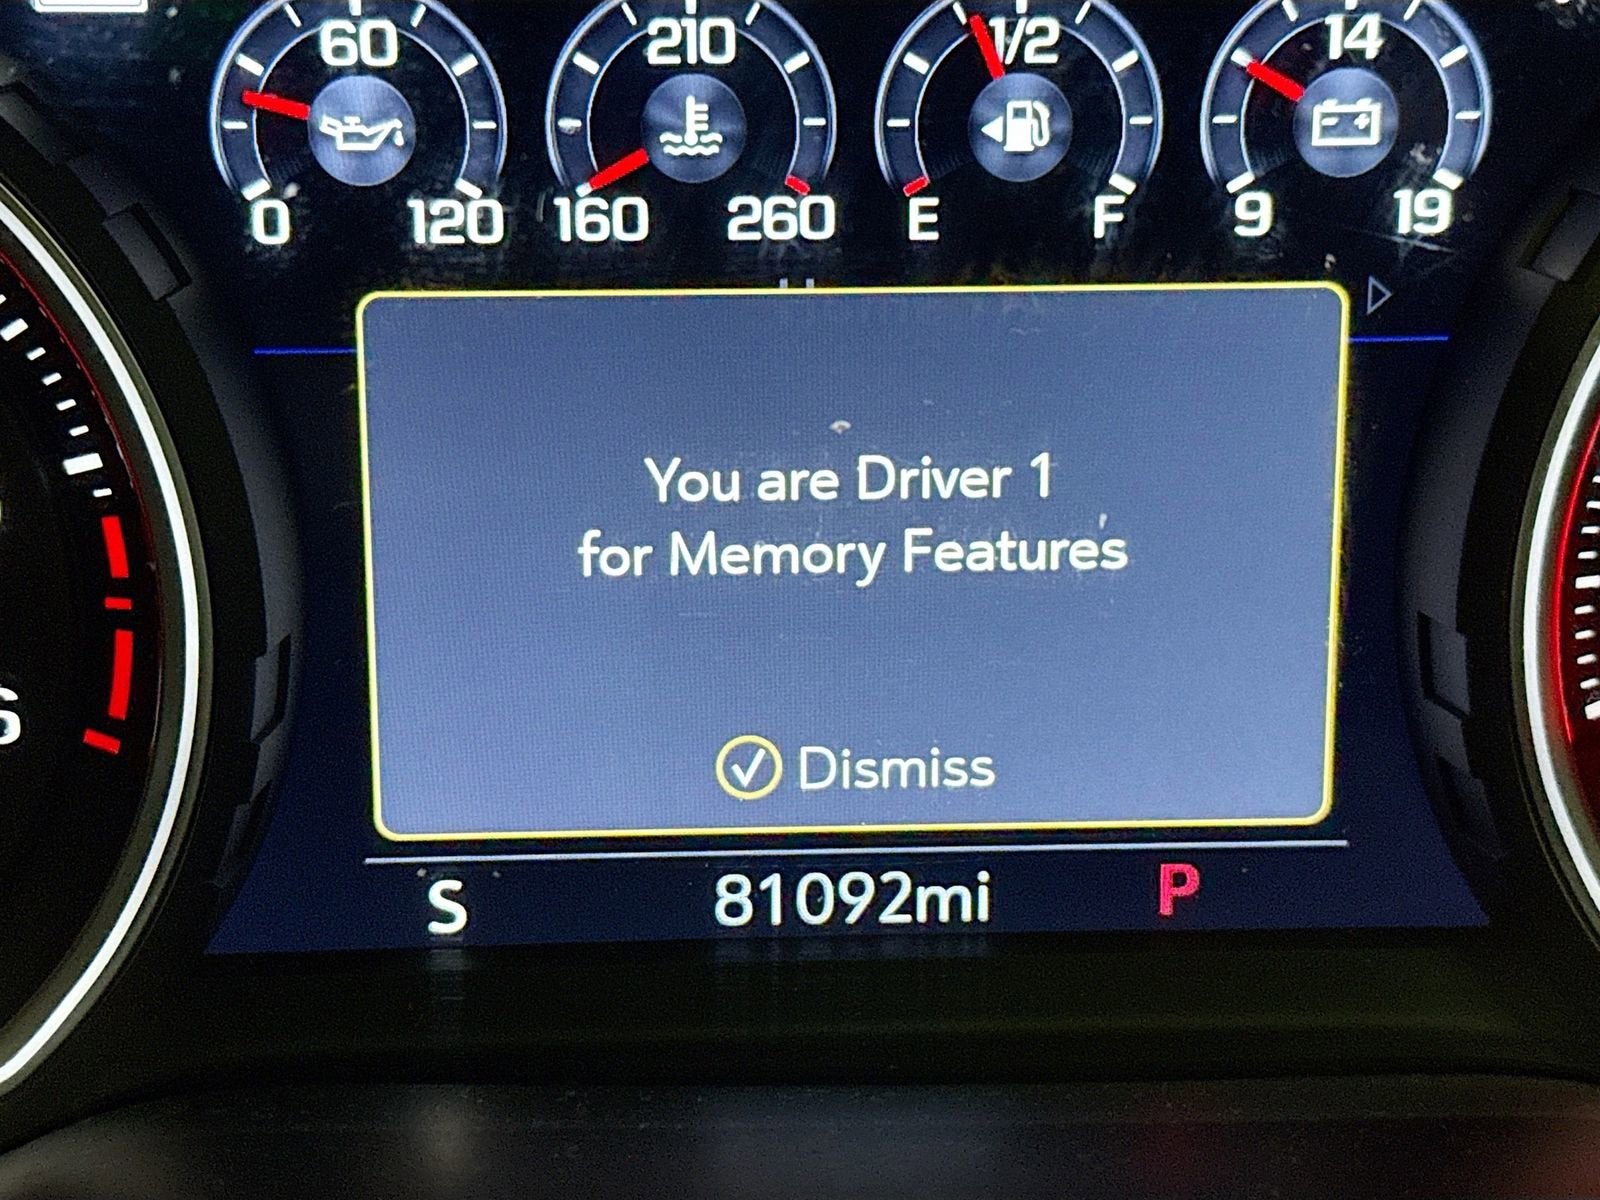 60 210 1/2 14
0 120 160 260 E F 9 19
You are Driver 1
for Memory Features
Dismiss
6
S 81092mi P